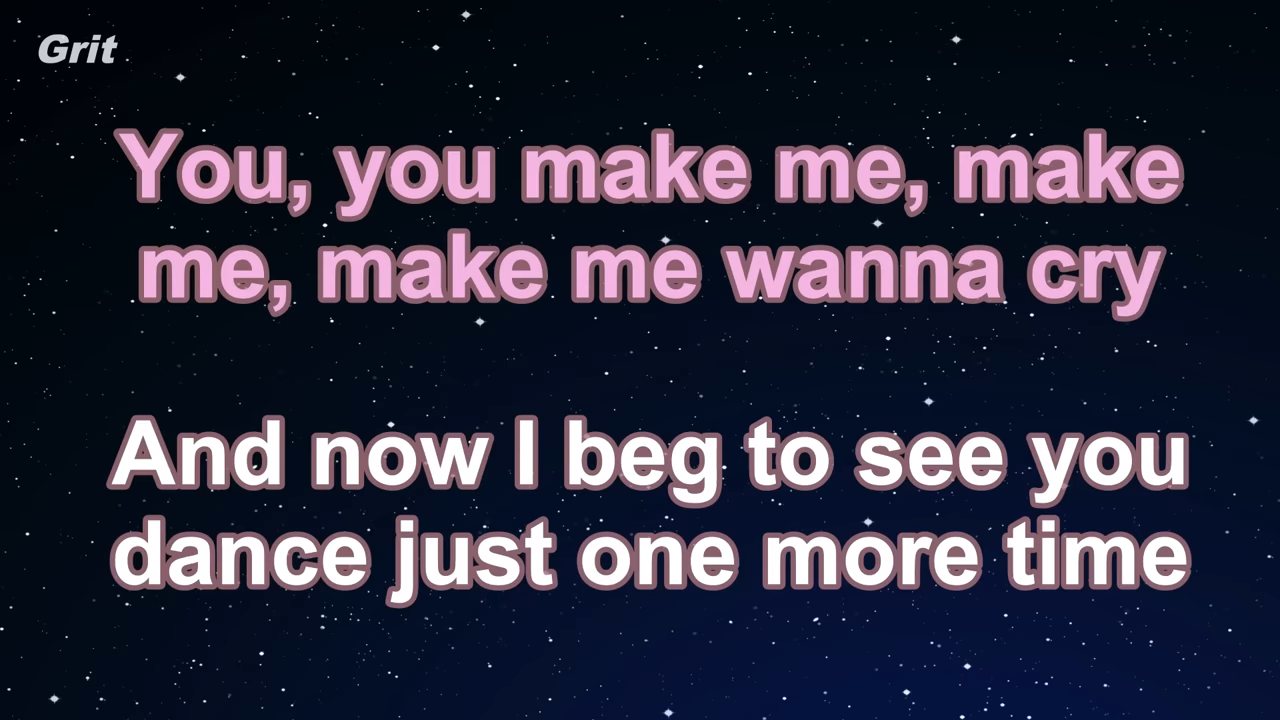 Grit
You, you make me, make
me, make me wanna cry
And now I beg to see you
dance just one more time